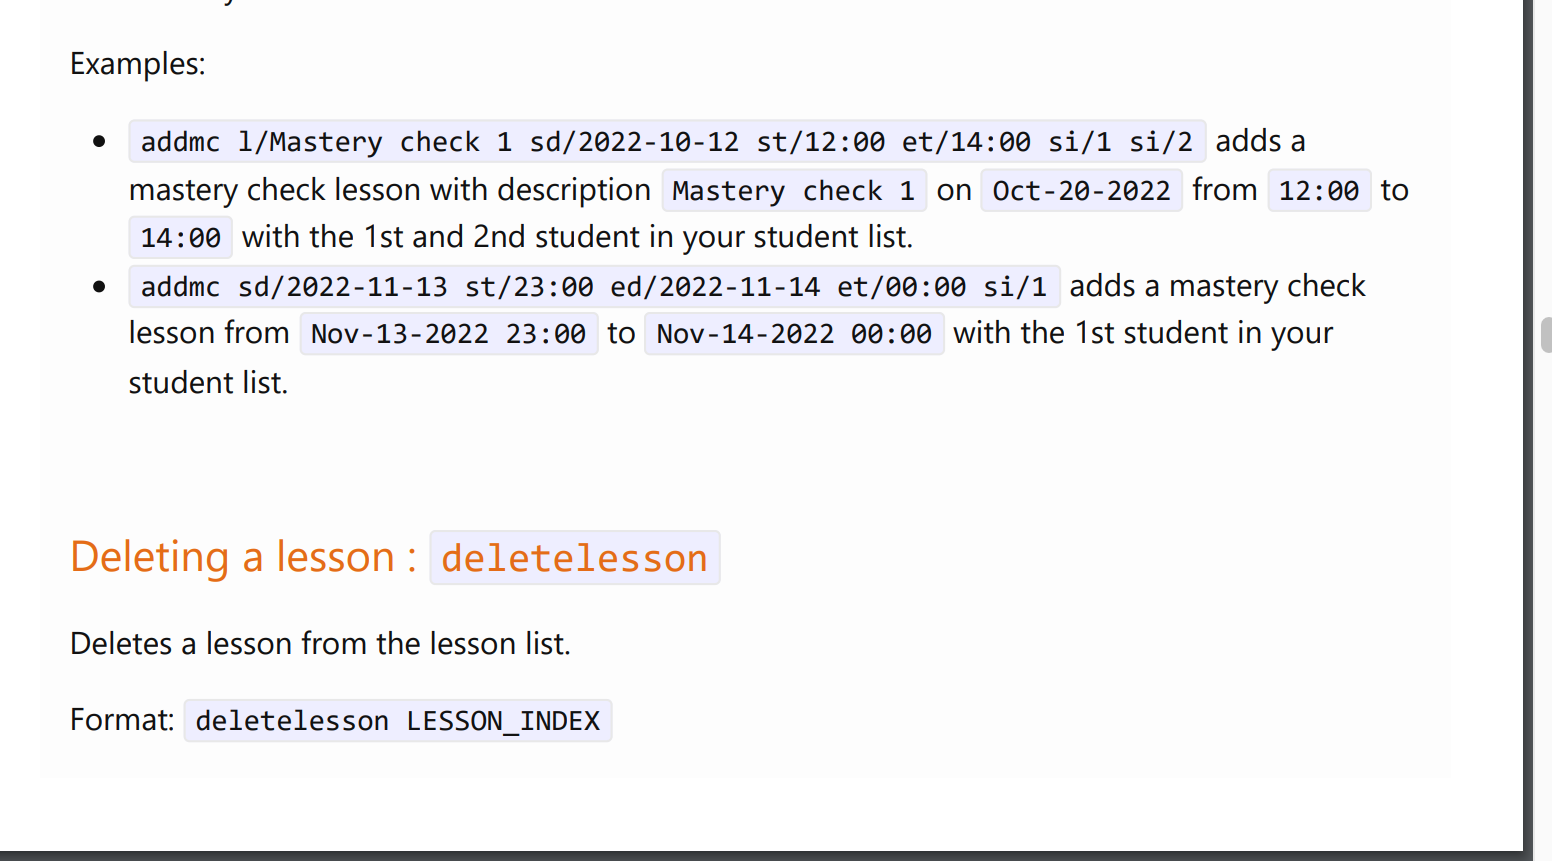 Examples:
• addmc l/Mastery check 1 sd/2022-10-12 st/12:00 et/14:00 si/1 si/2 adds a
mastery check lesson with description Mastery check 1 on Oct-20-2022 from 12:00 to
14:00 with the 1st and 2nd student in your student list.
• addmc sd/2022-11-13 st/23:00 ed/2022-11-14 et/00:00 si/1 adds a mastery check
lesson from Nov-13-2022 23:00 to Nov-14-2022 00:00 with the 1st student in your
student list.
Deleting a lesson : deletelesson
Deletes a lesson from the lesson list.
Format: deletelesson LESSON_INDEX